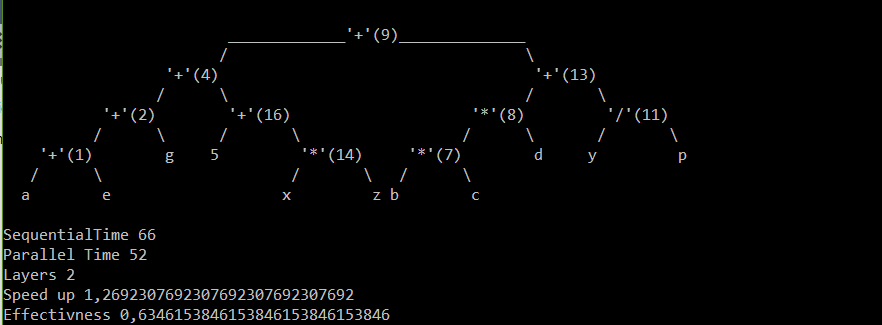 _____________'+'(9)______________
/ \
'+'(4) '+'(13)
/ \ / \
'+'(2) '+'(16) '*'(8) '/'(11)
/ \ / \ / \ / \
'+'(1) g 5 '*'(14) '*'(7) d y p
/ \ / \ / \
a e x z b c
SequentialTime 66
Parallel Time 52
Layers 2
Speed up 1,2692307692307692307692307692
Effectivness 0,6346153846153846153846153846